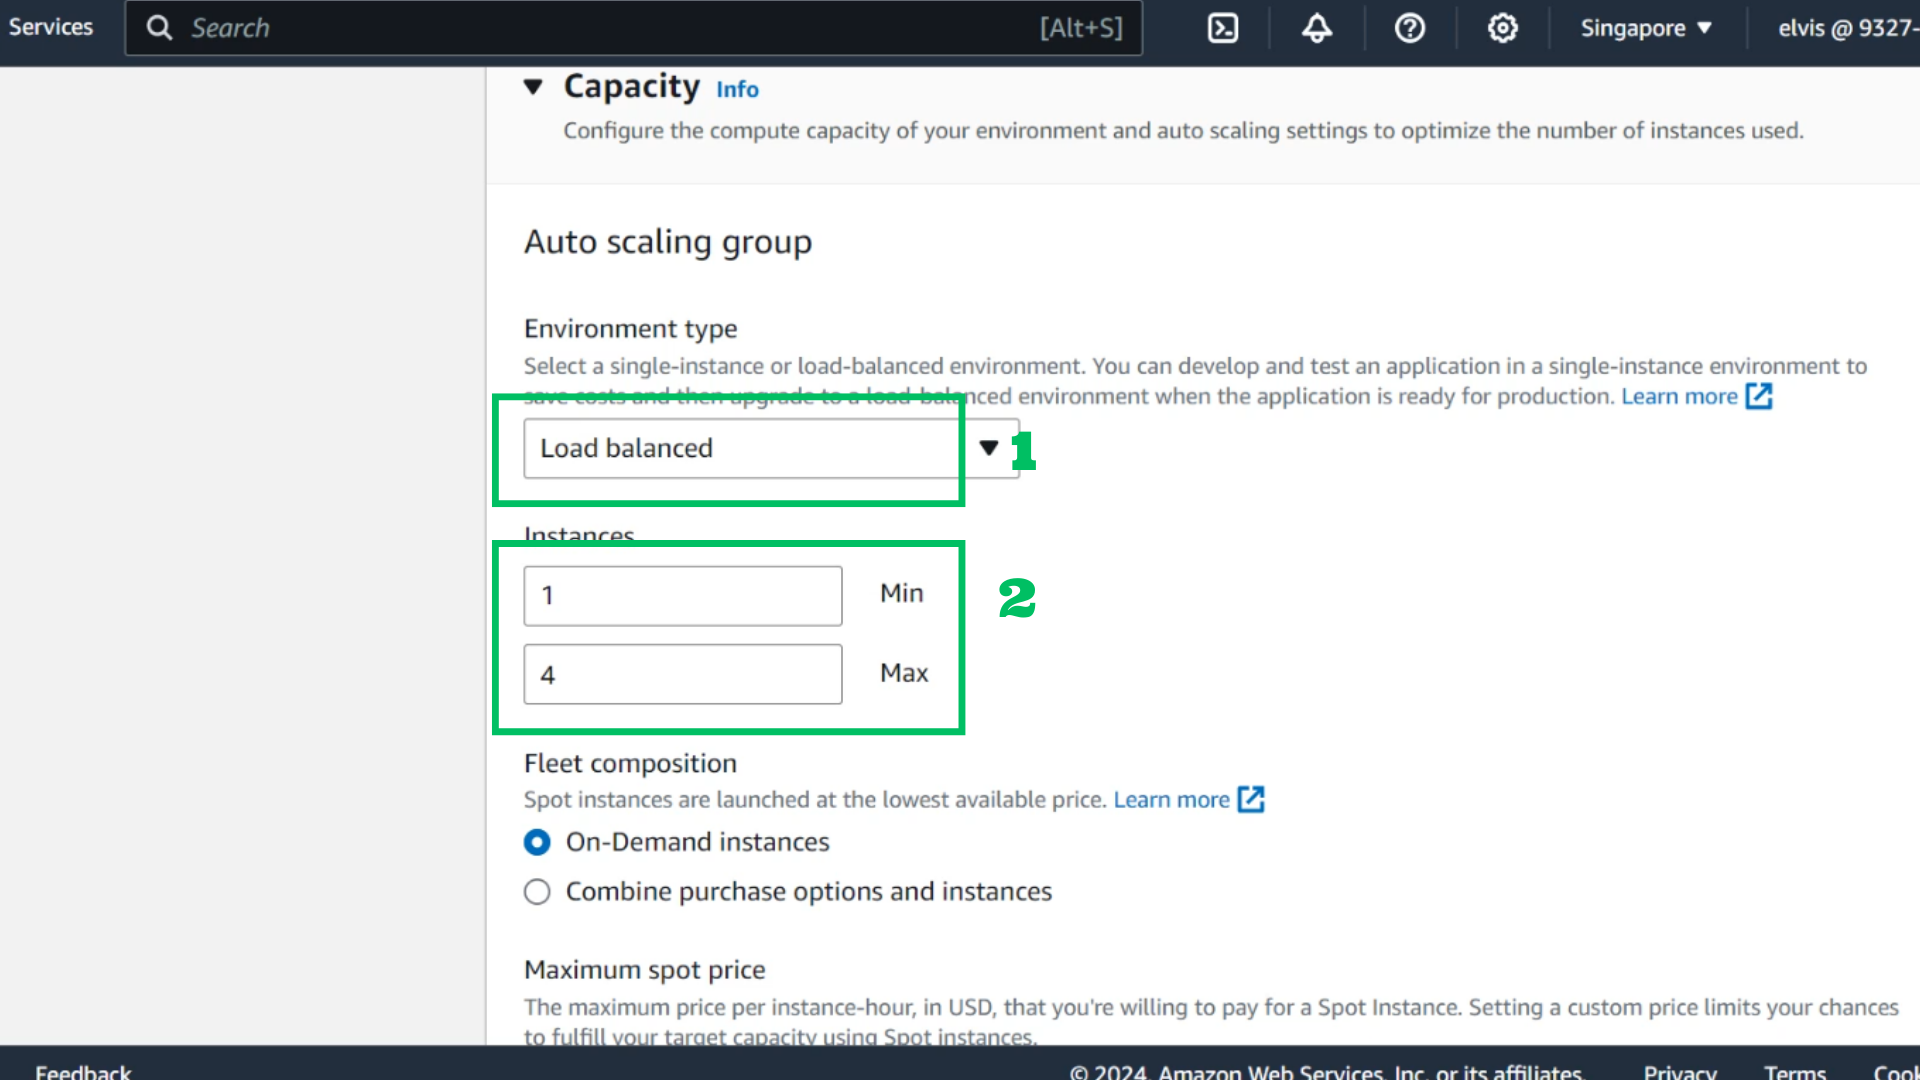 Services
Search
[Alt+S]
Singapore
elvis @ 9327-
Capacity Info
Configure the compute capacity of your environment and auto scaling settings to optimize the number of instances used.
Auto scaling group
Environment type
Select a single-instance or load-balanced environment. You can develop and test an application in a single-instance environment to
save costs and then upgrade to a load-balanced environment when the application is ready for production. Learn more
Load balanced
1
Instances
1
Min
2
4
Max
Fleet composition
Spot instances are launched at the lowest available price. Learn more
On-Demand instances
Combine purchase options and instances
Maximum spot price
The maximum price per instance-hour, in USD, that you're willing to pay for a Spot Instance. Setting a custom price limits your chances
to fulfill your target capacity using Spot instances.
Feedback
© 2024, Amazon Web Services, Inc. or its affiliates.
Privacy
Terms
Cook